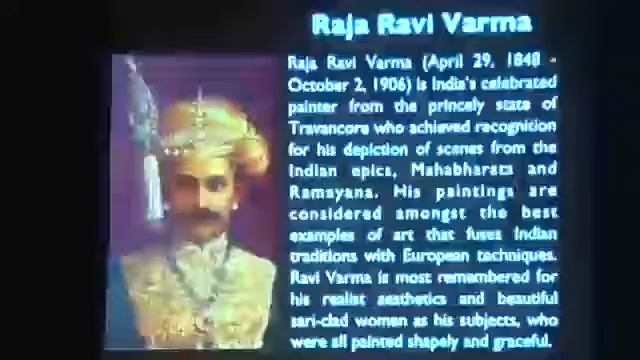 Raja Ravi Varma
Raja Ravi Varma (April 29, 1848 -
October 2, 1906) is India's celebrated
painter from the princely state of
Travancore who achieved recognition
for his depiction of scenes from the
Indian epics, Mahabharata and
Ramayana. His paintings are
considered amongst the best
examples of art that fuses Indian
traditions with European techniques.
Ravi Varma is most remembered for
his realist aesthetics and beautiful
sari-clad women as his subjects, who
were all painted shapely and graceful.